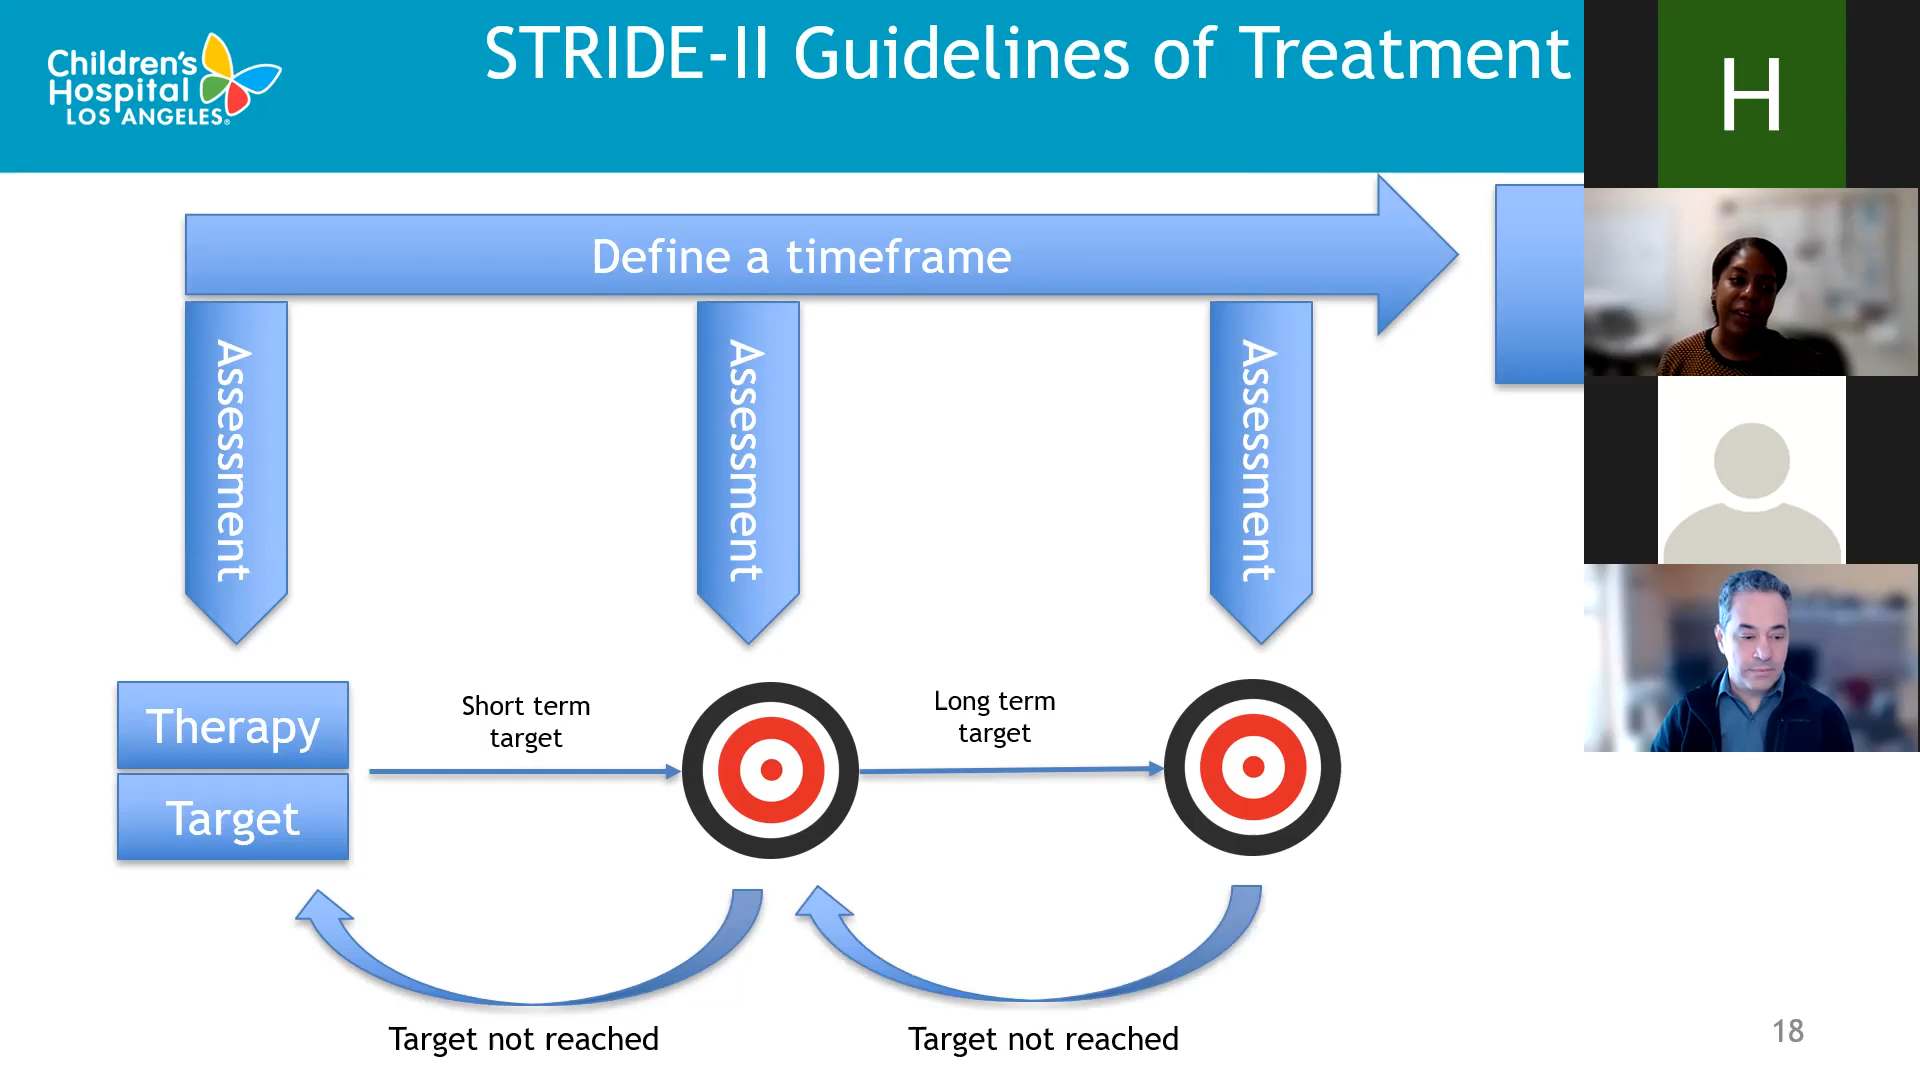 Children's
Hospital
LOS ANGELES®
STRIDE-II Guidelines of Treatment
H
Define a timeframe
Assessment
Assessment
Assessment
Therapy
Target
Short term
target
Long term
target
Target not reached
Target not reached
18